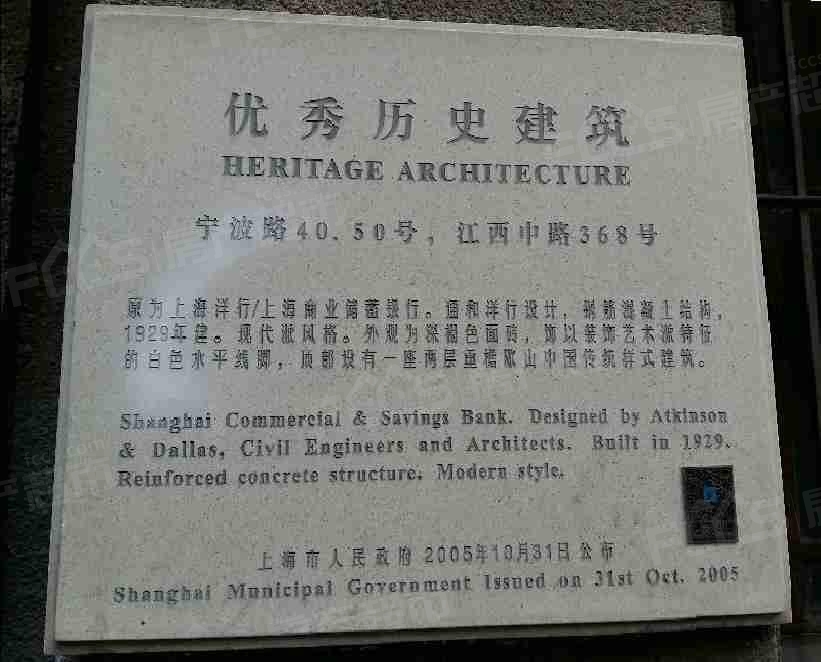 优秀历史建筑
HERITAGE ARCHITECTURE
宁波路40.50号，江西中路368号
原为上海洋行/上海商业储蓄银行。通和洋行设计，钢筋混凝土结构，
1929年建。现代派风格。外观为深褐色面砖，饰以装饰艺术派特征
的白色水平线脚，顶部设有一座两层重檐歇山中国传统样式建筑。
Shanghai Commercial & Savings Bank. Designed by Atkinson
& Dallas, Civil Engineers and Architects. Built in 1929.
Reinforced concrete structure. Modern style.
上海市人民政府 2005年10月31日公布
Shanghai Municipal Government Issued on 31st Oct. 2005